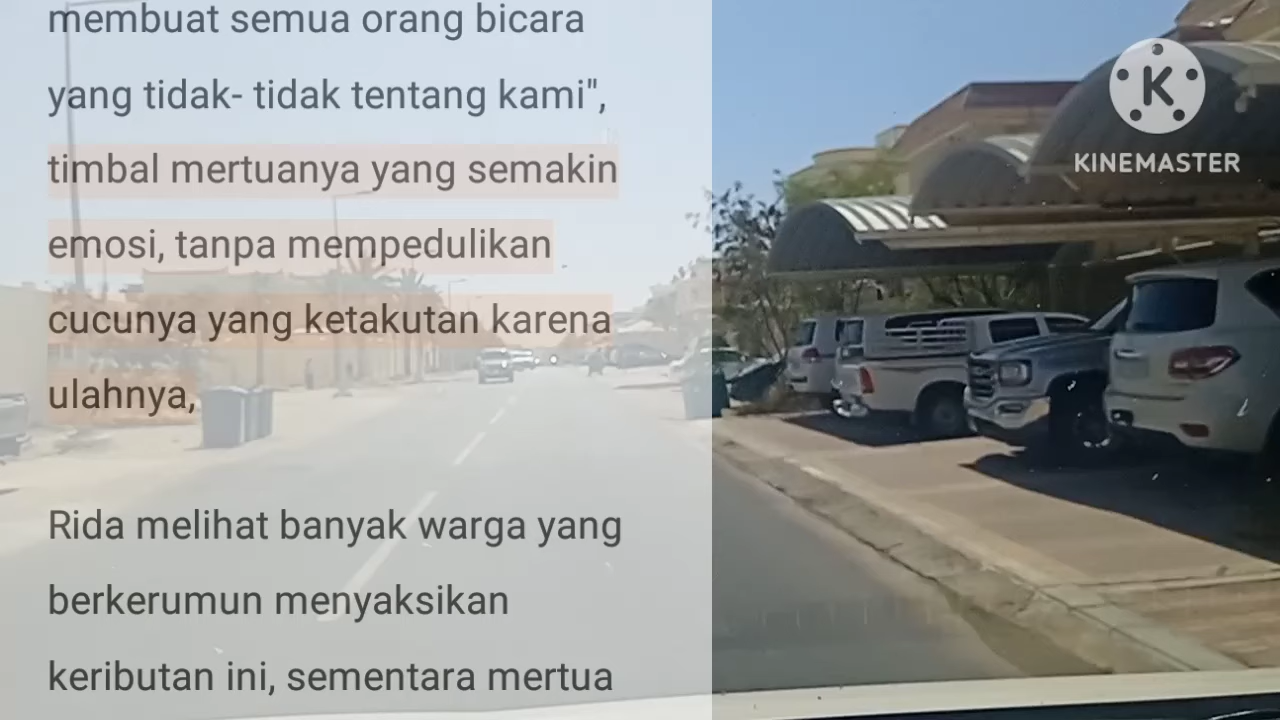 membuat semua orang bicara
yang tidak- tidak tentang kami",
timbal mertuanya yang semakin
emosi, tanpa mempedulikan
cucunya yang ketakutan karena
ulahnya,
Rida melihat banyak warga yang
berkerumun menyaksikan
keributan ini, sementara mertua
K
KINEMASTER